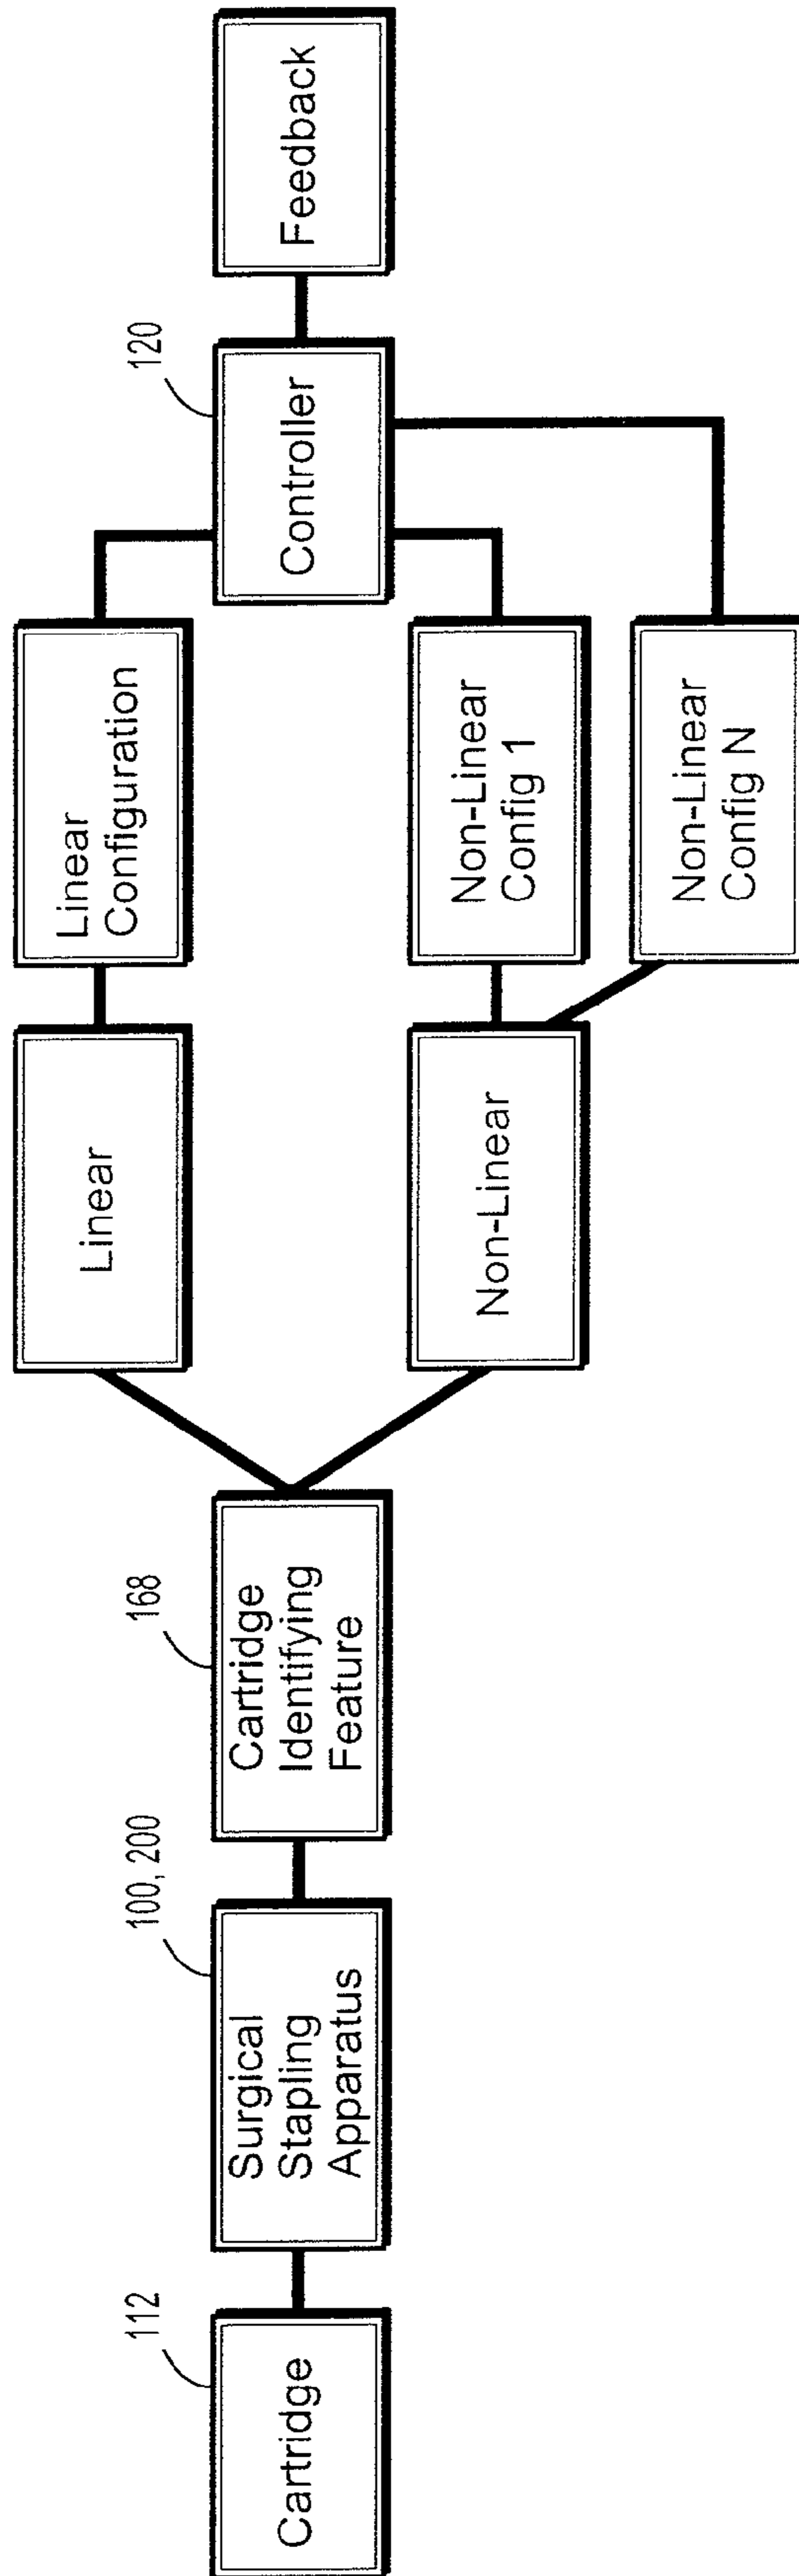 112
Cartridge
100, 200
Surgical
Stapling
Apparatus
168
Cartridge
Identifying
Feature
Linear
Non-Linear
Linear
Configuration
Non-Linear
Config 1
Non-Linear
Config N
120
Controller
Feedback